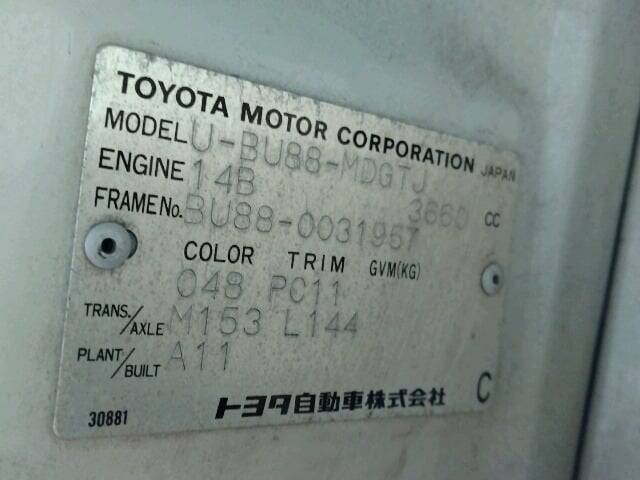 TOYOTA MOTOR CORPORATION JAPAN
MODEL U-BU88-MDGTJ
ENGINE 14B 3660 CC
FRAME No. BU88-0031967
COLOR TRIM GVM(KG)
048 PC11
TRANS./AXLE M153 L144
PLANT/BUILT A11
30881 トヨタ自動車株式会社 C